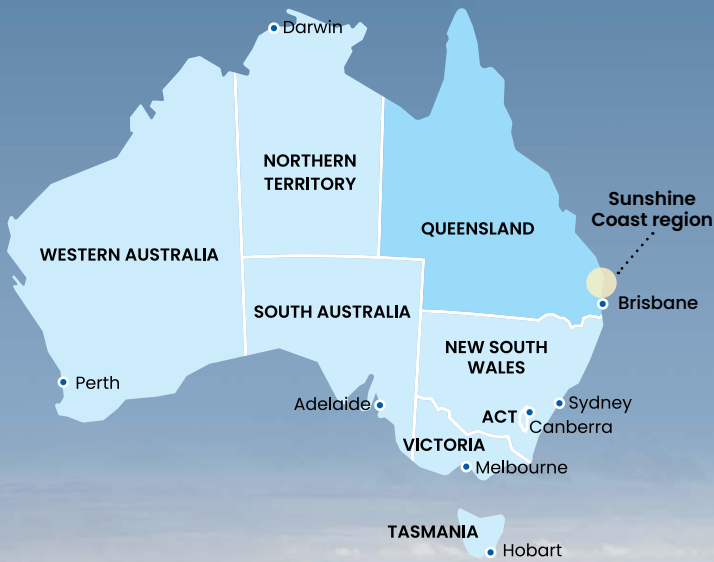 Darwin
NORTHERN
TERRITORY
Sunshine
Coast region
QUEENSLAND
WESTERN AUSTRALIA
Brisbane
SOUTH AUSTRALIA
NEW SOUTH
WALES
Perth
Adelaide
Sydney
ACT
Canberra
VICTORIA
Melbourne
TASMANIA
Hobart